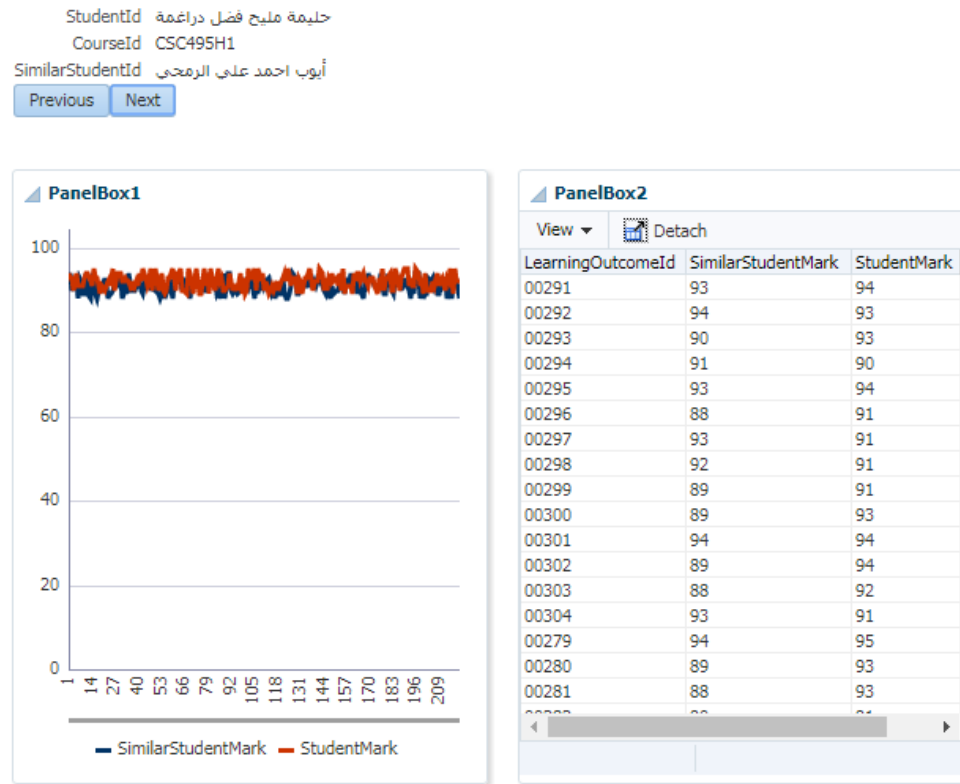 StudentId حليمة مليح فضل دراغمة
CourseId CSC495H1
SimilarStudentId أيوب احمد علي الرمحي
Previous Next
PanelBox1
100
80
60
40
20
0
1 14 27 40 53 66 79 92 105 118 131 144 157 170 183 196 209
SimilarStudentMark StudentMark
PanelBox2
View Detach
LearningOutcomeId SimilarStudentMark StudentMark
00291 93 94
00292 94 93
00293 90 93
00294 91 90
00295 93 94
00296 88 91
00297 93 91
00298 92 91
00299 89 91
00300 89 93
00301 94 94
00302 89 94
00303 88 92
00304 93 91
00279 94 95
00280 89 93
00281 88 93